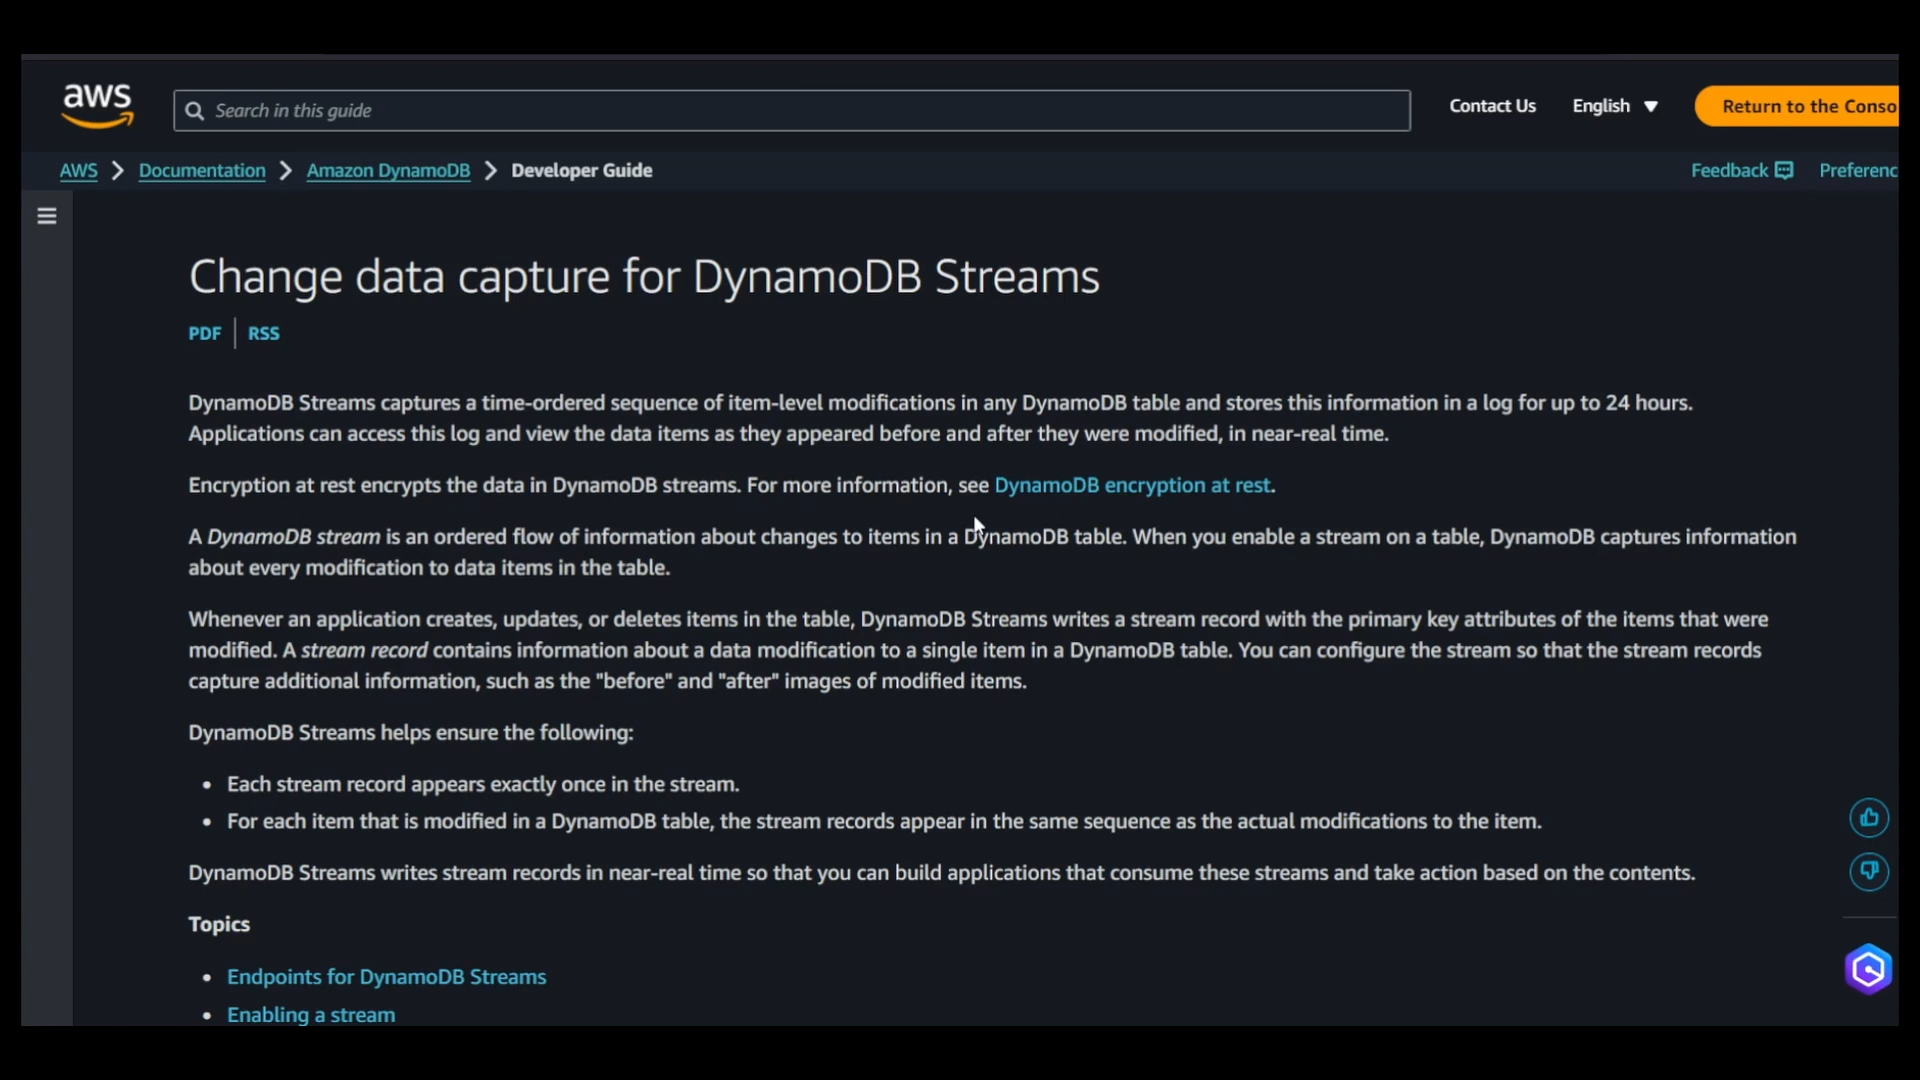 aws
Search in this guide
Contact Us
English
Return to the Conso
AWS > Documentation > Amazon DynamoDB > Developer Guide
Feedback
Preferenc
Change data capture for DynamoDB Streams
PDF | RSS
DynamoDB Streams captures a time-ordered sequence of item-level modifications in any DynamoDB table and stores this information in a log for up to 24 hours.
Applications can access this log and view the data items as they appeared before and after they were modified, in near-real time.
Encryption at rest encrypts the data in DynamoDB streams. For more information, see DynamoDB encryption at rest.
A DynamoDB stream is an ordered flow of information about changes to items in a DynamoDB table. When you enable a stream on a table, DynamoDB captures information
about every modification to data items in the table.
Whenever an application creates, updates, or deletes items in the table, DynamoDB Streams writes a stream record with the primary key attributes of the items that were
modified. A stream record contains information about a data modification to a single item in a DynamoDB table. You can configure the stream so that the stream records
capture additional information, such as the "before" and "after" images of modified items.
DynamoDB Streams helps ensure the following:
• Each stream record appears exactly once in the stream.
• For each item that is modified in a DynamoDB table, the stream records appear in the same sequence as the actual modifications to the item.
DynamoDB Streams writes stream records in near-real time so that you can build applications that consume these streams and take action based on the contents.
Topics
• Endpoints for DynamoDB Streams
• Enabling a stream